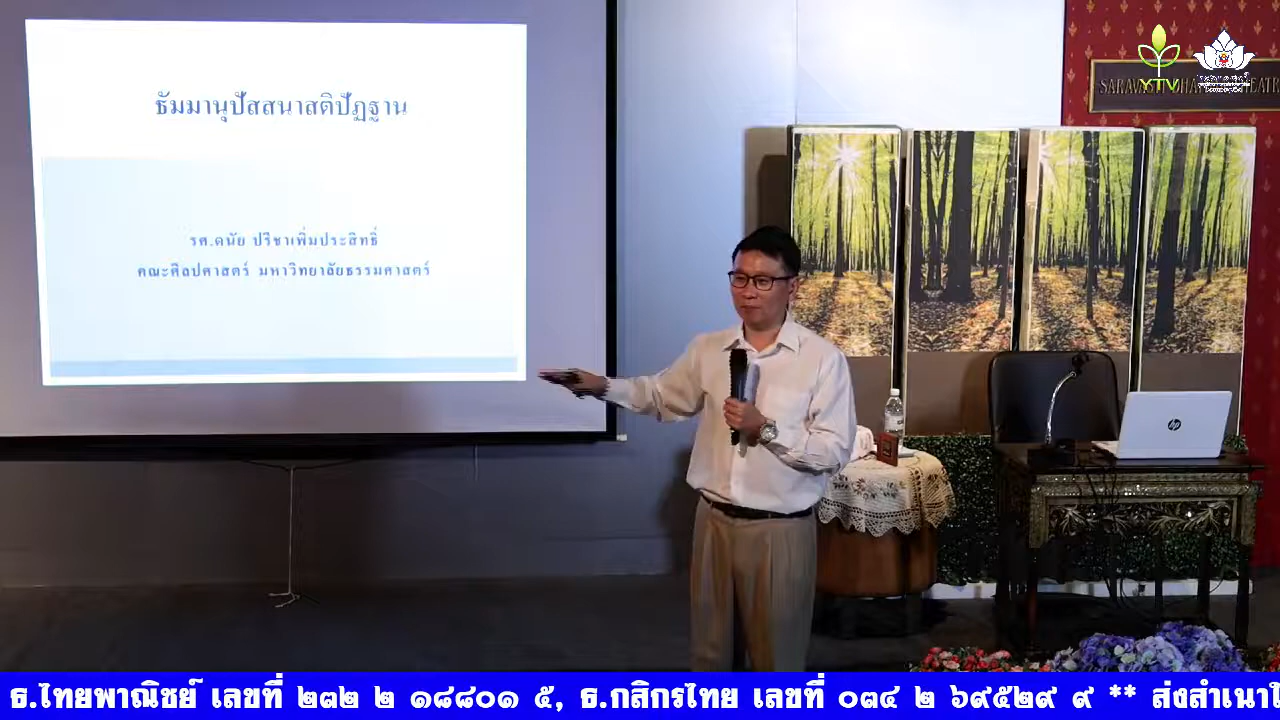 ธัมมานุปัสสนาสติปัฏฐาน
รศ.ดนัย ปรีชาเพิ่มประสิทธิ์
คณะศิลปศาสตร์ มหาวิทยาลัยธรรมศาสตร์
YTV
hp
ธ.ไทยพาณิชย์ เลขที่ ๒๓๒ ๒ ๑๘๘๐๑ ๕, ธ.กสิกรไทย เลขที่ ๐๓๔ ๒ ๖๙๕๒๙ ๙ ** ส่งสำเนา